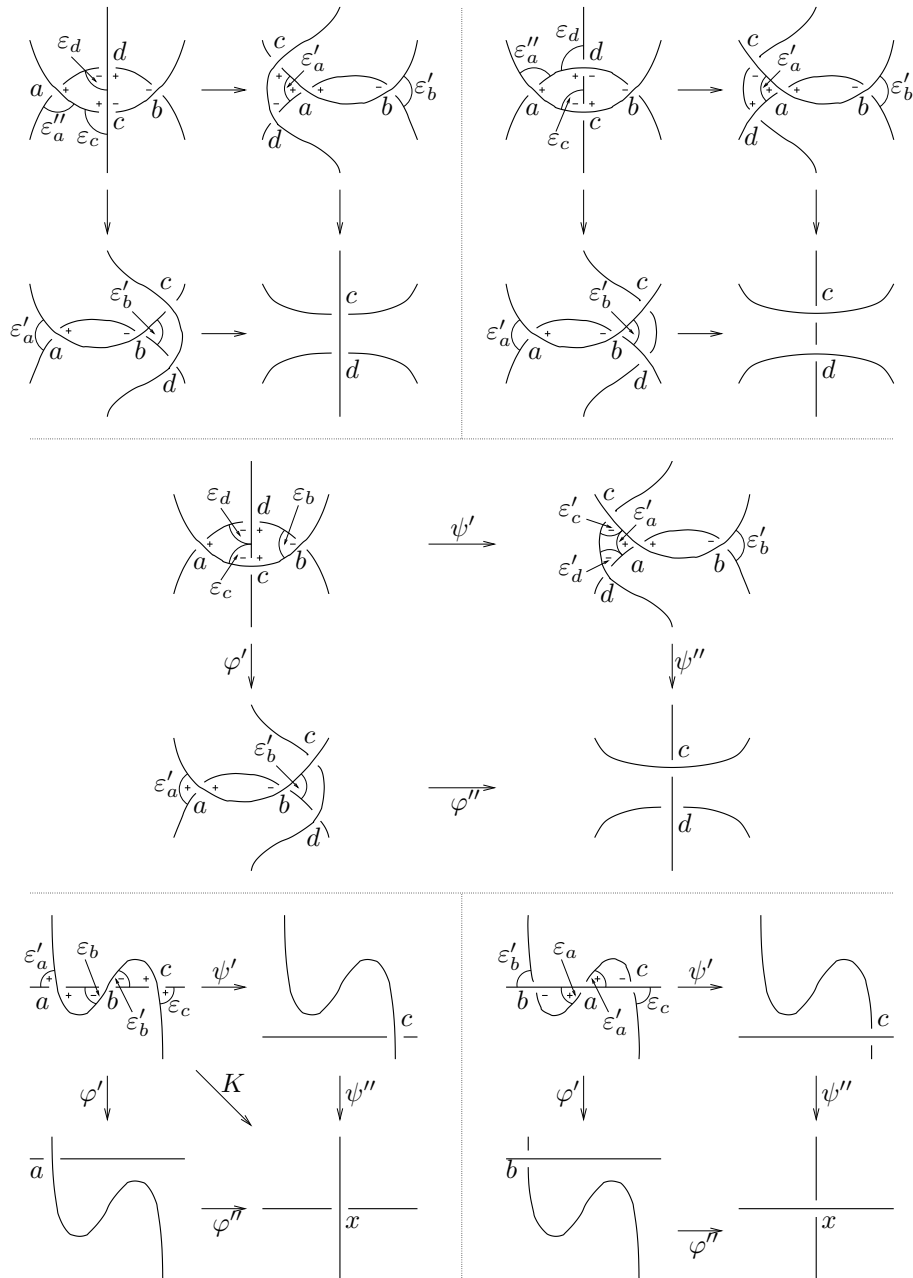 ε_d d ε''_a d ε_d
a + - + - b + - + - a b
ε''_a ε_c c ε_c c
c ε'_a + - a d ε'_b
c ε'_a - + + a d ε'_b
ε'_a + - a b ε'_b c d
c d
ε'_a + - a b ε'_b c d
c d
ε_d d ε_b
a + - + - + - b
ε_c c
ψ'
c ε'_c ε'_a - + - a b ε'_b
ε'_d d
φ'
ψ''
ε'_a + + - a b ε'_b c d
φ''
c d
ε'_a ε_b c ψ'
a + + - - + + b
ε'_b ε_c
c
ε'_b ε_a c ψ'
b - + + a
ε'_a ε_c
c
φ' K ψ''
φ' ψ''
a φ'' x
b φ'' x